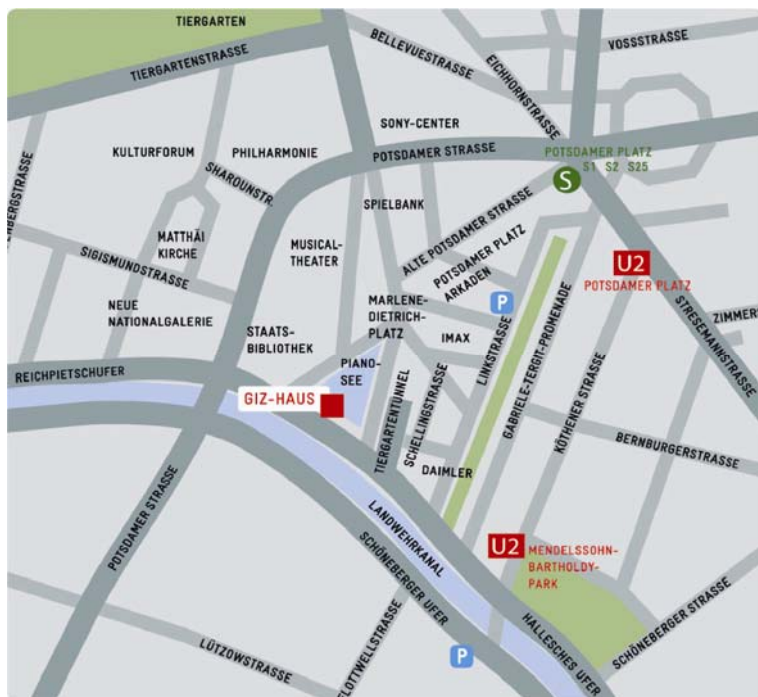 TIERGARTEN
TIERGARTENSTRASSE
BELLEVUESTRASSE
EICHHORNSTRASSE
VOSSSTRASSE
SONY-CENTER
KULTURFORUM
PHILHARMONIE
POTSDAMER STRASSE
POTSDAMER PLATZ
S1 S2 S25
S
SHAROUNSTR.
SPIELBANK
ALTE POTSDAMER STRASSE
MATTHÄI
KIRCHE
MUSICAL-
THEATER
POTSDAMER PLATZ
ARKADEN
SIGISMUNDSTRASSE
U2
POTSDAMER PLATZ
NEUE
NATIONALGALERIE
MARLENE-
DIETRICH-
PLATZ
P
STRESEMANNSTRASSE
STAATS-
BIBLIOTHEK
IMAX
LINKSTRASSE
GABRIELE-TERGIT-PROMENADE
REICHPIETSCHUFER
PIANO-
SEE
KÖTHENER STRASSE
GIZ-HAUS
TIERGARTENTUNNEL
SCHELLINGSTRASSE
BERNBURGERSTRASSE
DAIMLER
POTSDAMER STRASSE
LANDWEHRKANAL
SCHÖNEBERGER UFER
U2
MENDELSSOHN-
BARTHOLDY-
PARK
HALLESCHES UFER
SCHÖNEBERGER STRASSE
LÜTZOWSTRASSE
P